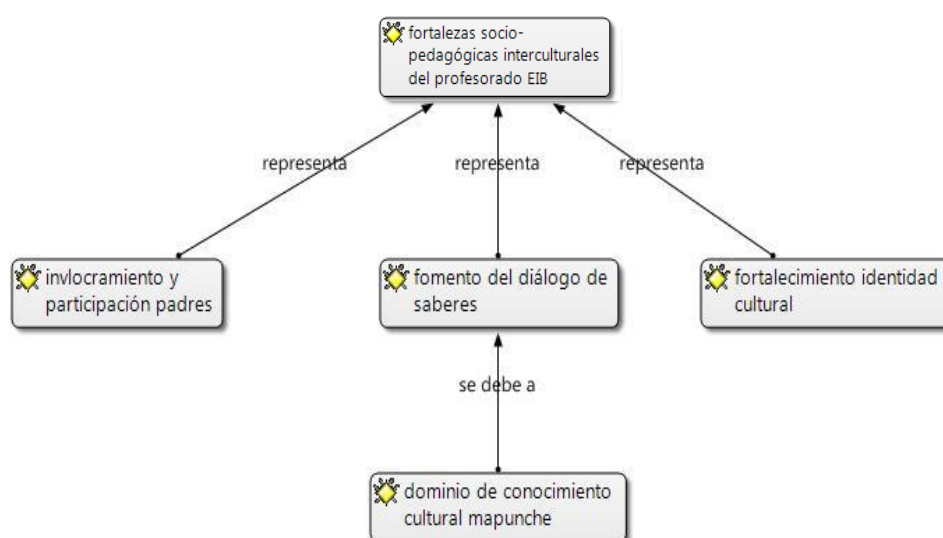 fortalezas socio-
pedagógicas interculturales
del profesorado EIB
representa
representa
representa
invlocramiento y
participación padres
fomento del diálogo de
saberes
fortalecimiento identidad
cultural
se debe a
dominio de conocimiento
cultural mapunche